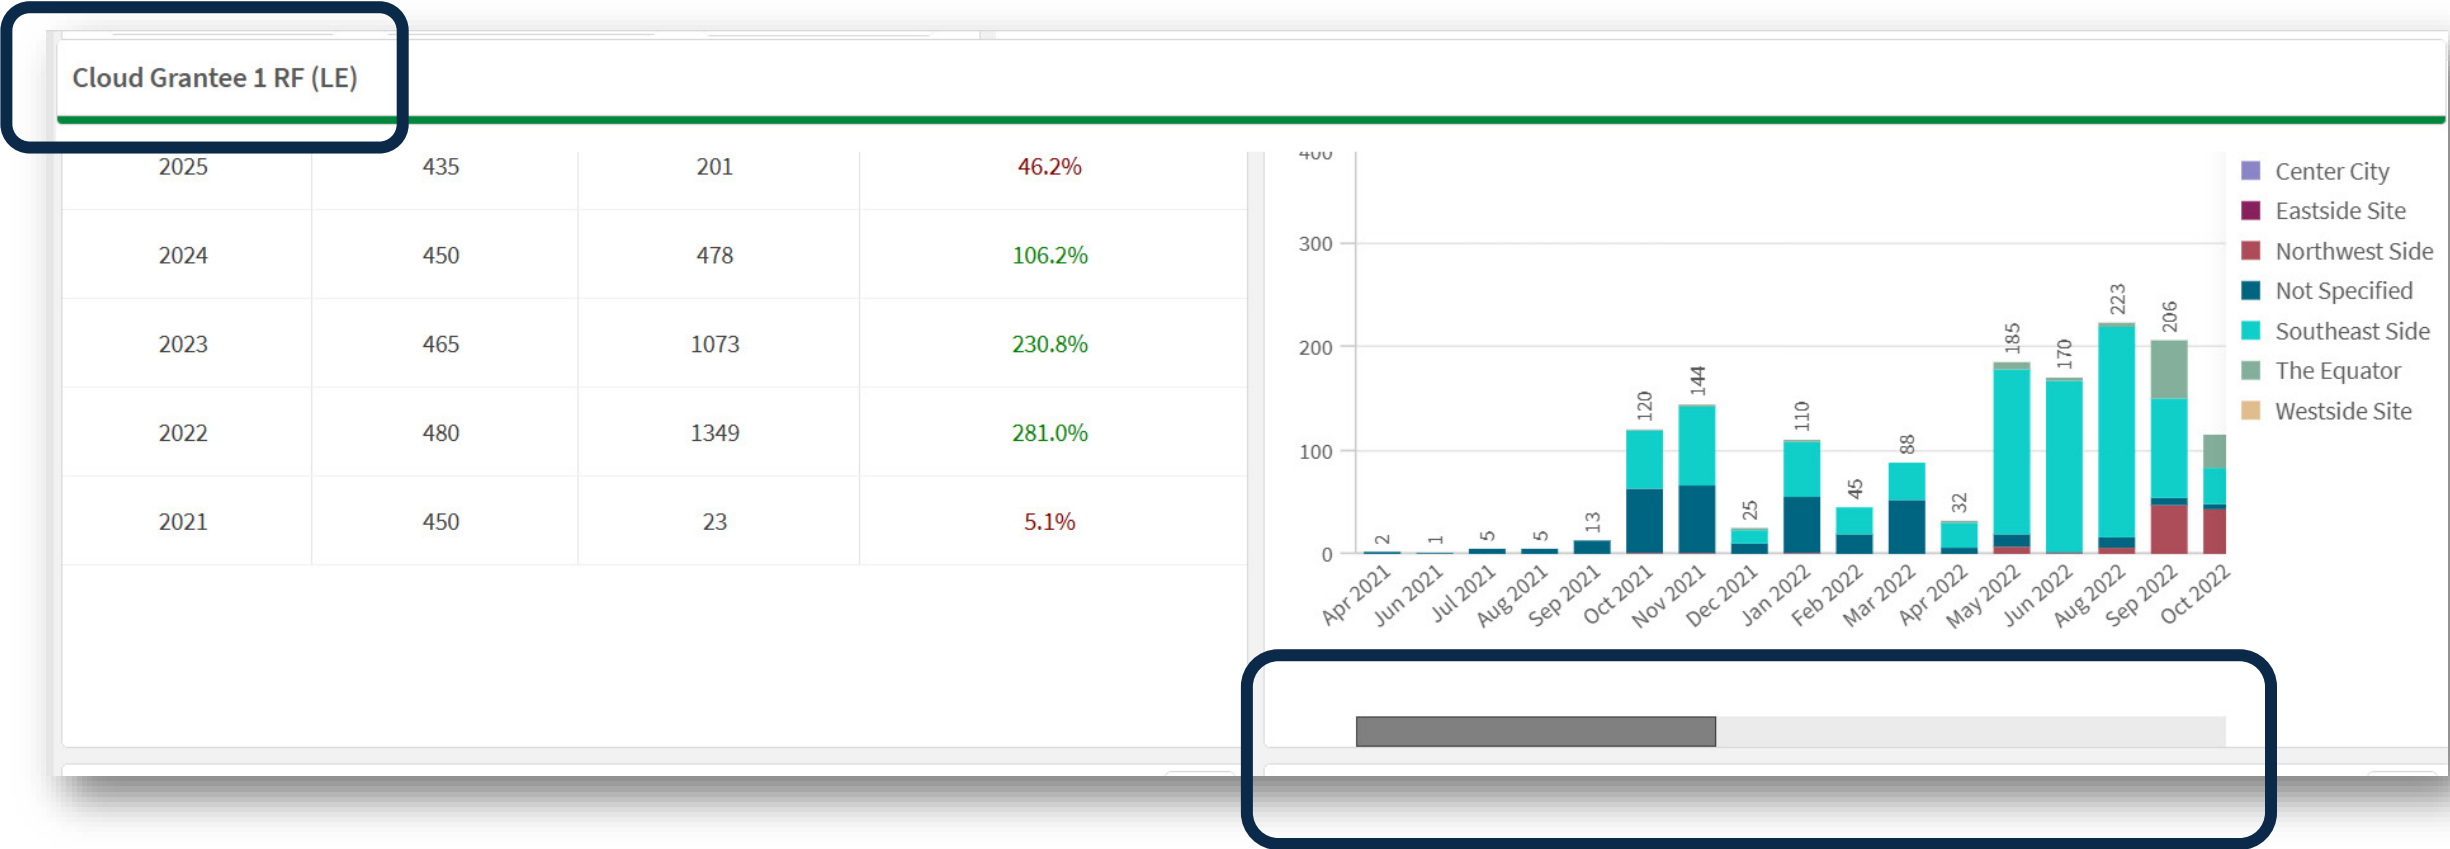 Cloud Grantee 1 RF (LE)
2025 435 201 46.2%
2024 450 478 106.2%
2023 465 1073 230.8%
2022 480 1349 281.0%
2021 450 23 5.1%
400
300
200
100
0
2
1
5
5
13
120
144
25
110
45
88
32
185
170
223
206
Apr 2021
Jun 2021
Jul 2021
Aug 2021
Sep 2021
Oct 2021
Nov 2021
Dec 2021
Jan 2022
Feb 2022
Mar 2022
Apr 2022
May 2022
Jun 2022
Aug 2022
Sep 2022
Oct 2022
Center City
Eastside Site
Northwest Side
Not Specified
Southeast Side
The Equator
Westside Site